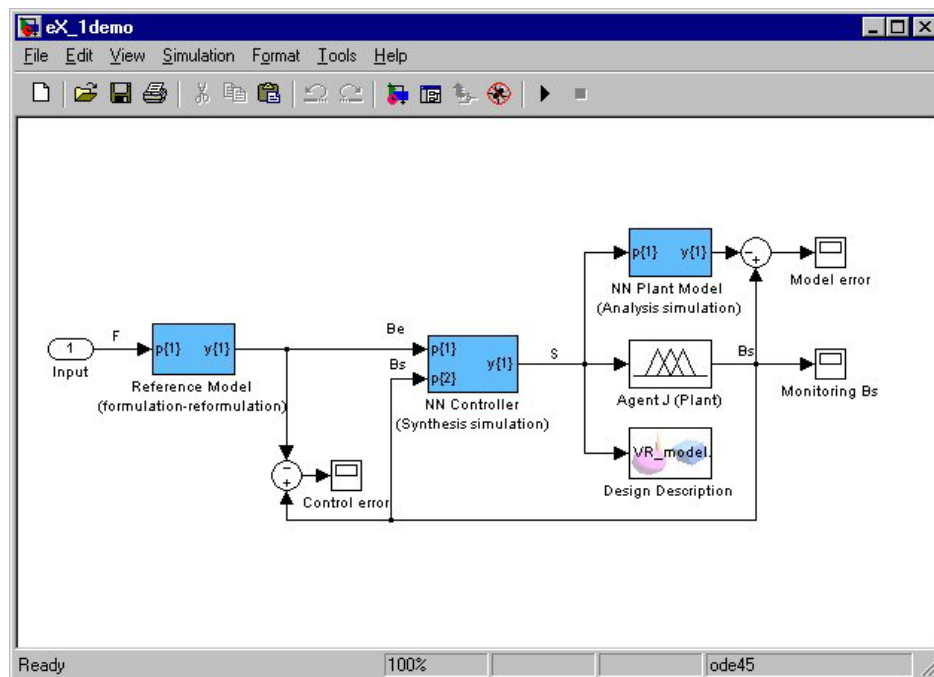 eX_1demo
File Edit View Simulation Format Tools Help
p{1} y{1}
NN Plant Model
(Analysis simulation)
-
+
Model error
F
1
Input
p{1} y{1}
Reference Model
(formulation-reformulation)
Be
Bs
p{1}
p{2}
y{1}
NN Controller
(Synthesis simulation)
S
Agent J (Plant)
Bs
Monitoring Bs
VR_model.
Design Description
-
+
Control error
Ready 100% ode45